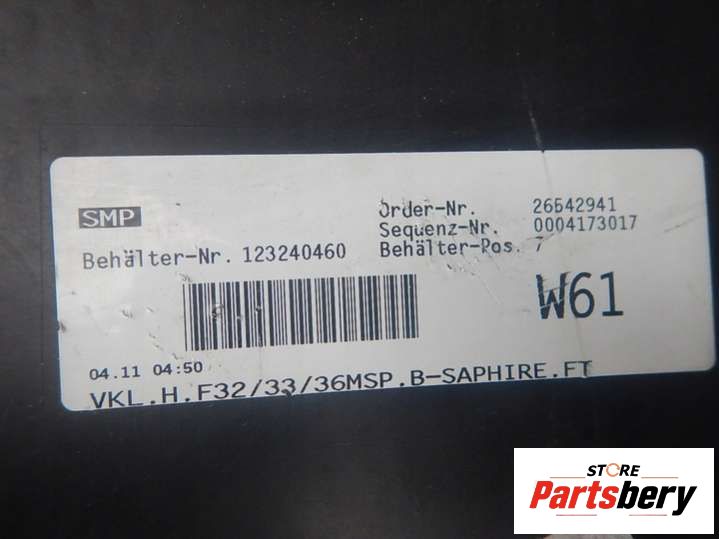 SMP
Order-Nr. 26542941
Sequenz-Nr. 0004173017
Behälter-Nr. 123240460 Behälter-Pos. 7
W61
04.11 04:50
VKL.H.F32/33/36MSP.B-SAPHIRE.FT
STORE
Partsbery